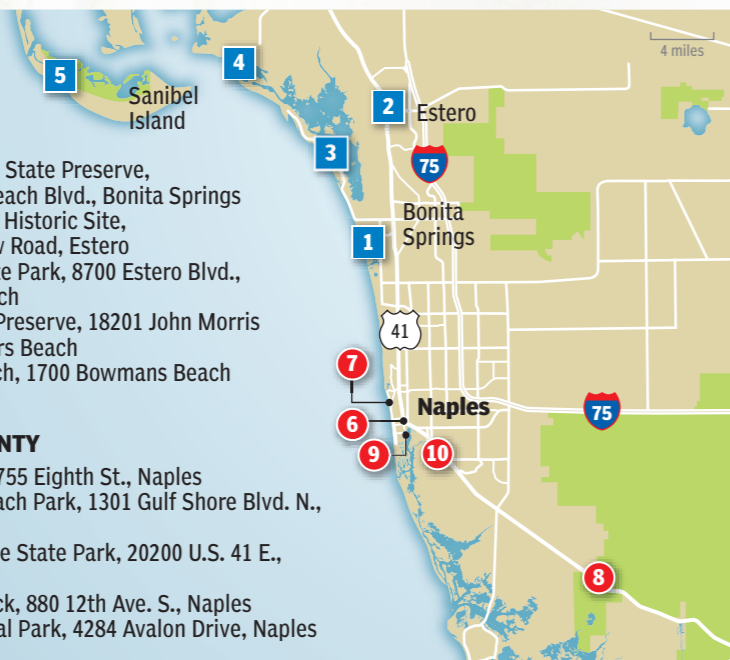 5
4
4 miles
Sanibel
Island
2
Estero
3
75
State Preserve,
each Blvd., Bonita Springs
Historic Site,
Road, Estero
Bonita
Springs
1
e Park, 8700 Estero Blvd.,
ch
Preserve, 18201 John Morris
rs Beach
ch, 1700 Bowmans Beach
41
7
Naples
75
6
9
10
NTY
755 Eighth St., Naples
ach Park, 1301 Gulf Shore Blvd. N.,
e State Park, 20200 U.S. 41 E.,
8
ck, 880 12th Ave. S., Naples
al Park, 4284 Avalon Drive, Naples